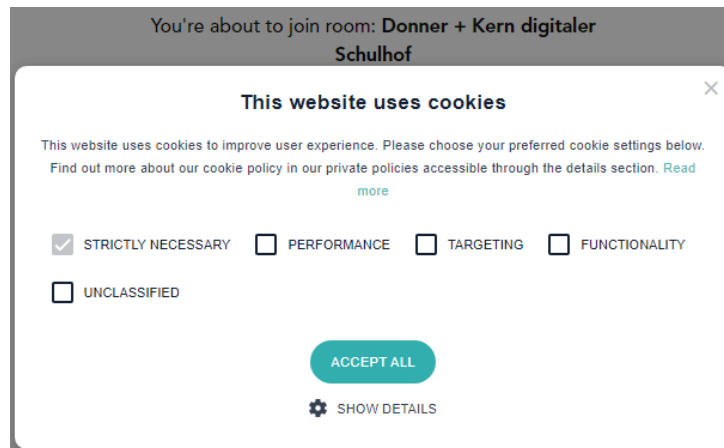 You're about to join room: Donner + Kern digitaler
Schulhof
This website uses cookies
This website uses cookies to improve user experience. Please choose your preferred cookie settings below.
Find out more about our cookie policy in our private policies accessible through the details section. Read
more
STRICTLY NECESSARY PERFORMANCE TARGETING FUNCTIONALITY
UNCLASSIFIED
ACCEPT ALL
SHOW DETAILS